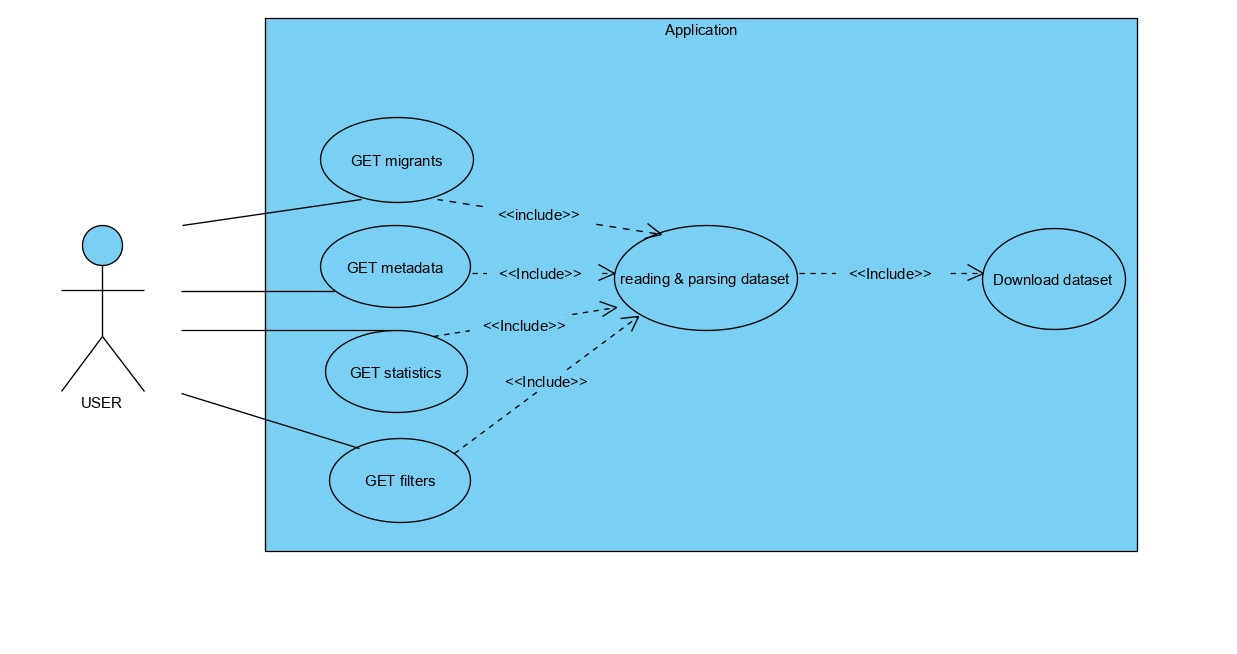 Application
GET migrants
<<include>>
GET metadata
<<Include>>
reading & parsing dataset
<<Include>>
Download dataset
<<Include>>
GET statistics
<<Include>>
USER
GET filters